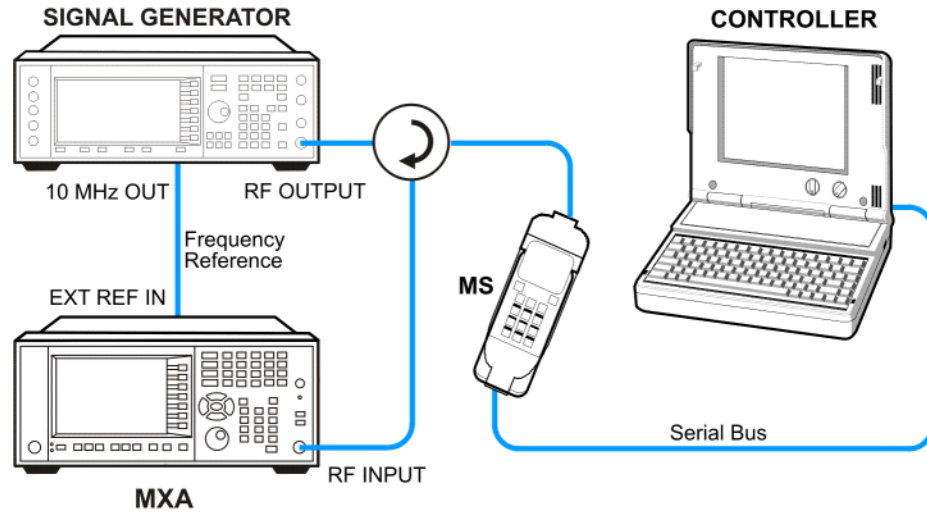 SIGNAL GENERATOR
CONTROLLER
10 MHz OUT
RF OUTPUT
Frequency
Reference
MS
EXT REF IN
Serial Bus
RF INPUT
MXA